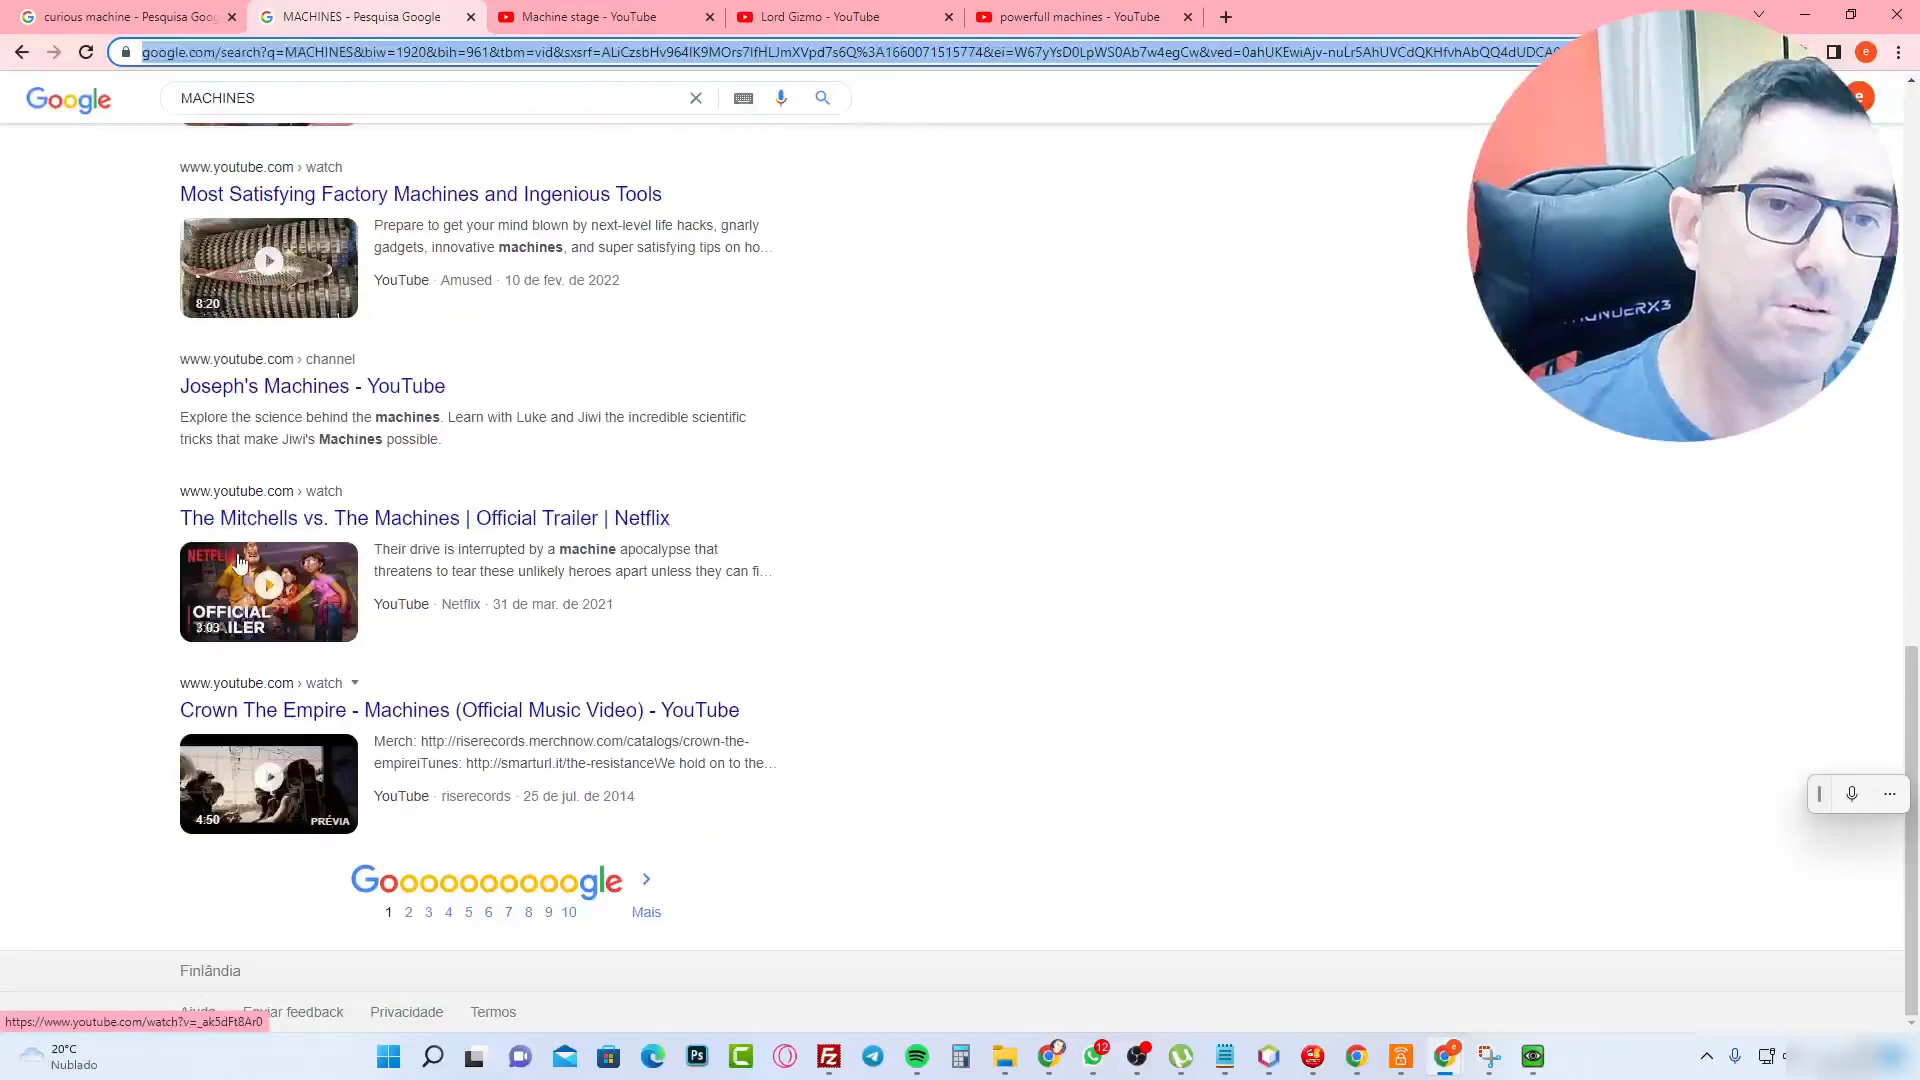 curious machine - Pesquisa Goog
MACHINES - Pesquisa Google
Machine stage - YouTube
Lord Gizmo - YouTube
powerfull machines - YouTube
google.com/search?q=MACHINES&biw=1920&bih=961&tbm=vid&sxsrf=
e
Google
MACHINES
e
www.youtube.com › watch
Most Satisfying Factory Machines and Ingenious Tools
Prepare to get your mind blown by next-level life hacks, gnarly
gadgets, innovative machines, and super satisfying tips on ho...
8:20
YouTube · Amused · 10 de fev. de 2022
www.youtube.com › channel
Joseph's Machines - YouTube
Explore the science behind the machines. Learn with Luke and Jiwi the incredible scientific
tricks that make Jiwi's Machines possible.
www.youtube.com › watch
The Mitchells vs. The Machines | Official Trailer | Netflix
NETFLI
Their drive is interrupted by a machine apocalypse that
threatens to tear these unlikely heroes apart unless they can fi...
OFFICIAL
3:03
YouTube · Netflix · 31 de mar. de 2021
www.youtube.com › watch
Crown The Empire - Machines (Official Music Video) - YouTube
Merch: http://riserecords.merchnow.com/catalogs/crown-the-
empireiTunes: http://smarturl.it/the-resistanceWe hold on to the...
4:50
PRÉVIA
YouTube · riserecords · 25 de jul. de 2014
Goooooooooogle
1 2 3 4 5 6 7 8 9 10 Mais
Finlândia
Ajuda Enviar feedback Privacidade Termos
https://www.youtube.com/watch?v=_ak5dFt8Ar0
20°C
Nublado
Ps
Fz
12
e